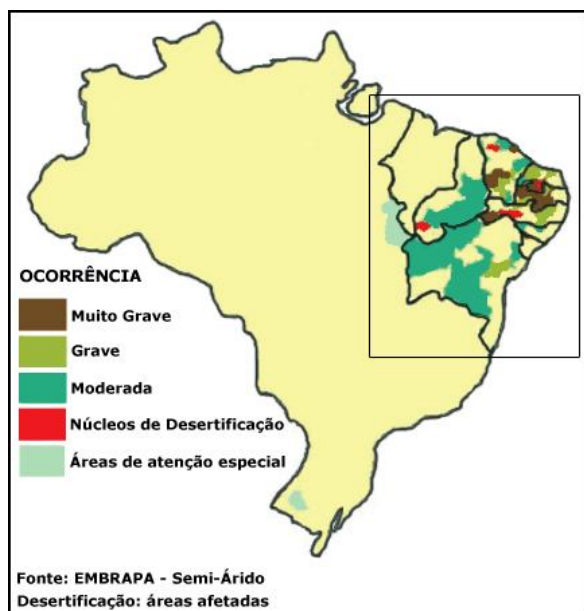 OCORRÊNCIA
Muito Grave
Grave
Moderada
Núcleos de Desertificação
Áreas de atenção especial
Fonte: EMBRAPA - Semi-Árido
Desertificação: áreas afetadas